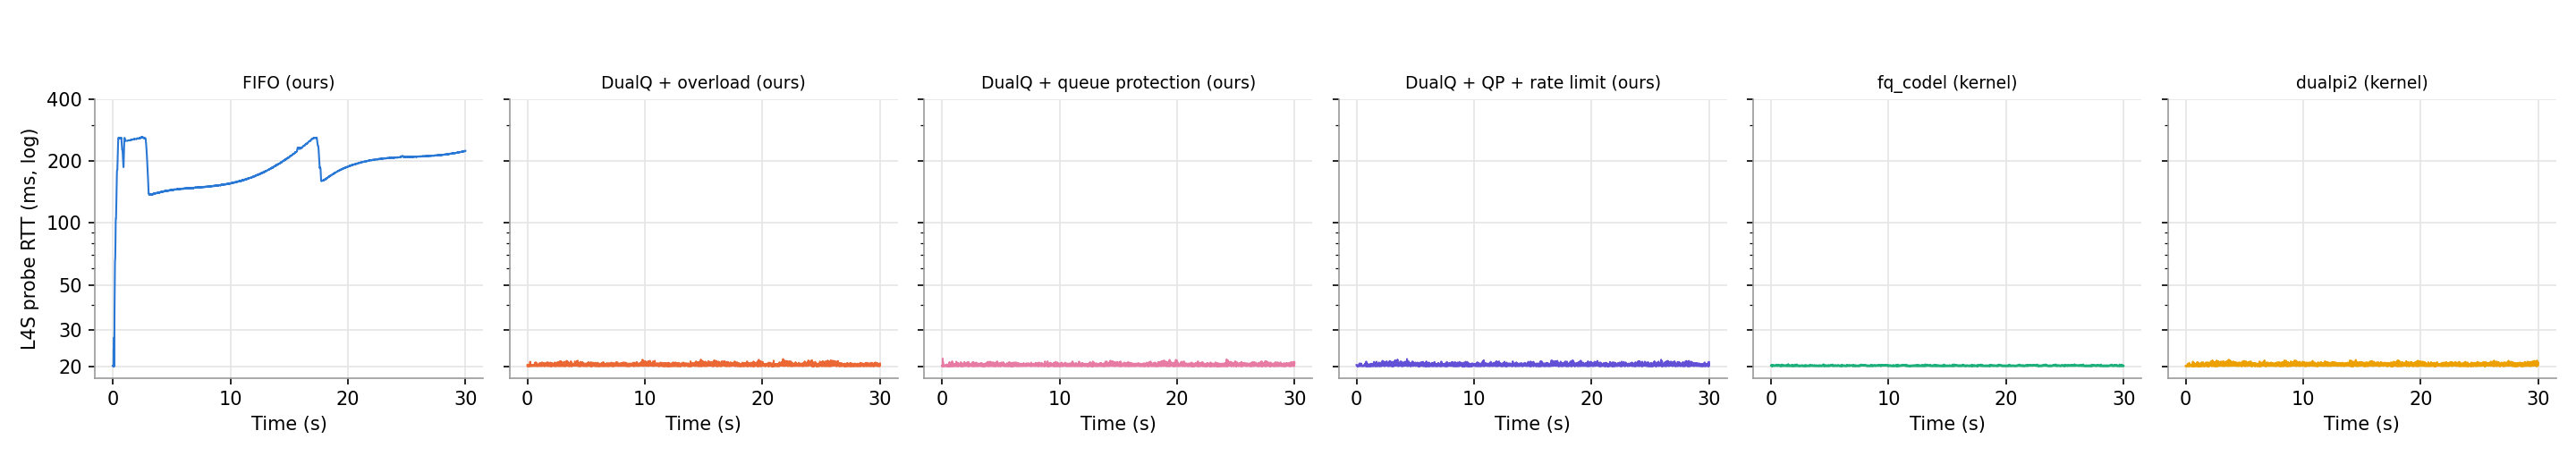 FIFO (ours)
DualQ + overload (ours)
DualQ + queue protection (ours)
DualQ + QP + rate limit (ours)
fq_codel (kernel)
dualpi2 (kernel)
L4S probe RTT (ms, log)
400
200
100
50
30
20
0 10 20 30
0 10 20 30
0 10 20 30
0 10 20 30
0 10 20 30
0 10 20 30
Time (s)
Time (s)
Time (s)
Time (s)
Time (s)
Time (s)